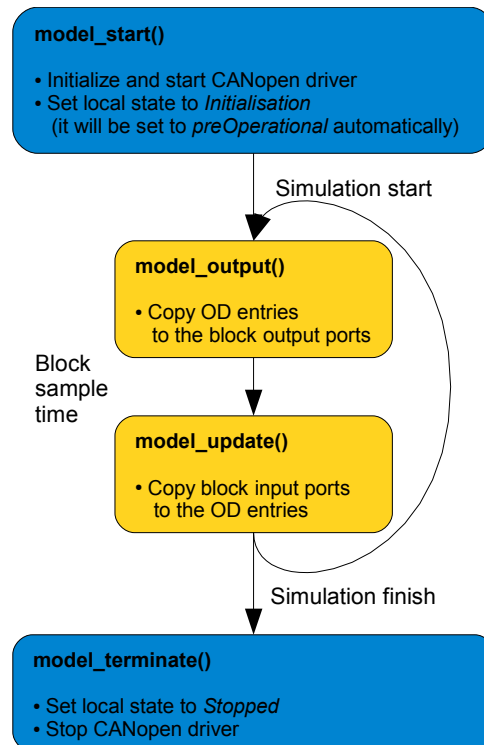 model_start()
• Initialize and start CANopen driver
• Set local state to Initialisation
(it will be set to preOperational automatically)
Simulation start
model_output()
• Copy OD entries
to the block output ports
Block
sample
time
model_update()
• Copy block input ports
to the OD entries
Simulation finish
model_terminate()
• Set local state to Stopped
• Stop CANopen driver